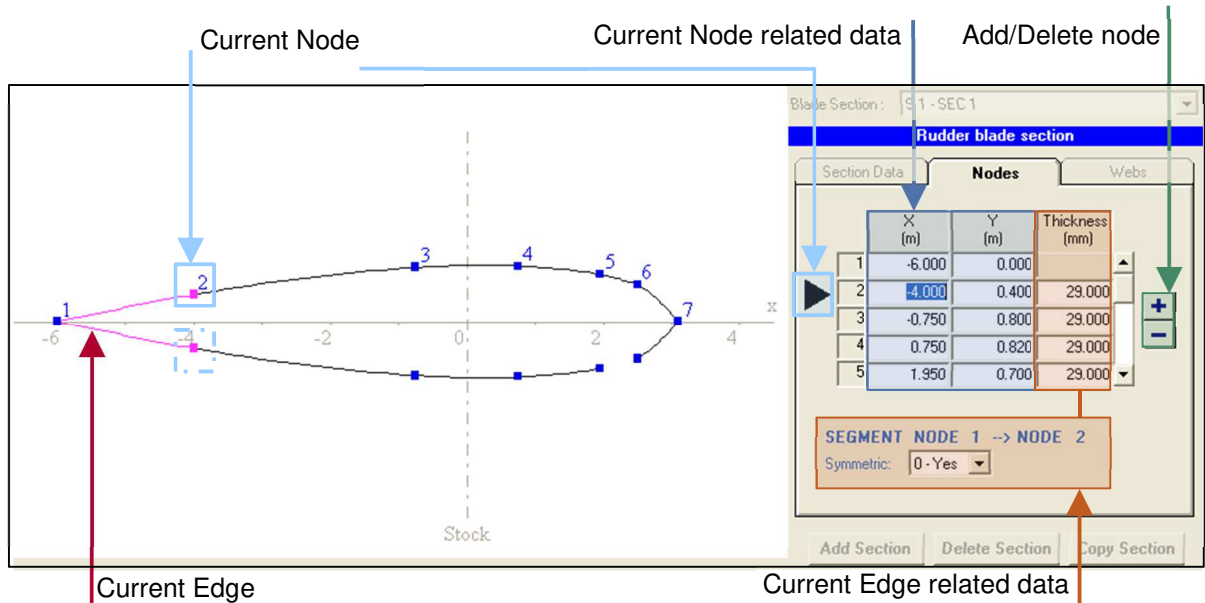 Current Node
Current Node related data
Add/Delete node
Blade Section : S 1 - SEC 1
Rudder blade section
Section Data
Nodes
Webs
X (m)
Y (m)
Thickness (mm)
1 -6.000 0.000
2 -4.000 0.400 29.000
3 -0.750 0.800 29.000
4 0.750 0.820 29.000
5 1.950 0.700 29.000
+
−
SEGMENT NODE 1 --> NODE 2
Symmetric: 0 - Yes
Add Section
Delete Section
Copy Section
1 2 3 4 5 6 7
x
-6 -4 -2 0. 2 4
Stock
Current Edge
Current Edge related data